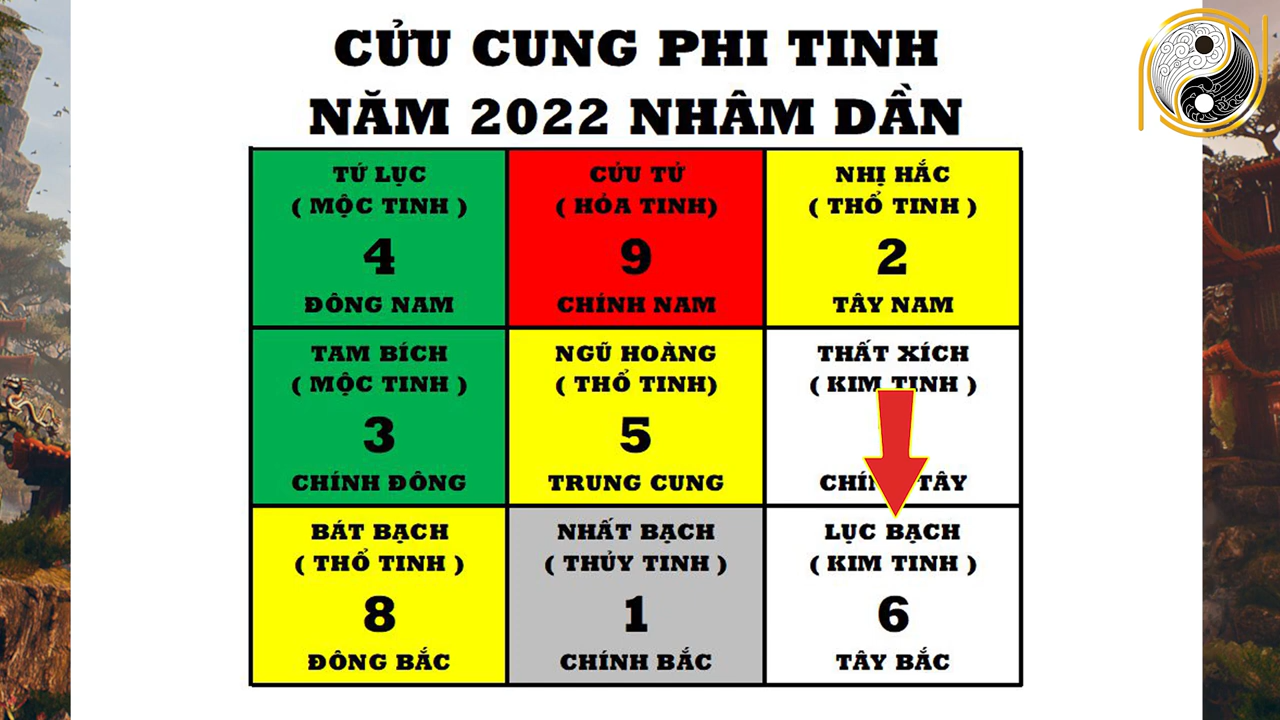 CỬU CUNG PHI TINH
NĂM 2022 NHÂM DẦN
TỨ LỤC
( MỘC TINH )
4
ĐÔNG NAM
CỬU TỬ
( HỎA TINH)
9
CHÍNH NAM
NHỊ HẮC
( THỔ TINH )
2
TÂY NAM
TAM BÍCH
( MỘC TINH )
3
CHÍNH ĐÔNG
NGŨ HOÀNG
( THỔ TINH)
5
TRUNG CUNG
THẤT XÍCH
( KIM TINH )
TÂY
BÁT BẠCH
( THỔ TINH )
8
ĐÔNG BẮC
NHẤT BẠCH
( THỦY TINH )
1
CHÍNH BẮC
LỤC BẠCH
( KIM TINH )
6
TÂY BẮC